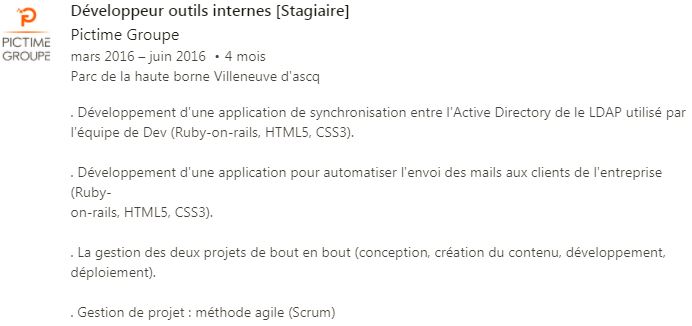 Développeur outils internes [Stagiaire]
PICTIME
GROUPE
Pictime Groupe
mars 2016 – juin 2016 • 4 mois
Parc de la haute borne Villeneuve d'ascq
. Développement d'une application de synchronisation entre l'Active Directory de le LDAP utilisé par
l'équipe de Dev (Ruby-on-rails, HTML5, CSS3).
. Développement d'une application pour automatiser l'envoi des mails aux clients de l'entreprise
(Ruby-
on-rails, HTML5, CSS3).
. La gestion des deux projets de bout en bout (conception, création du contenu, développement,
déploiement).
. Gestion de projet : méthode agile (Scrum)